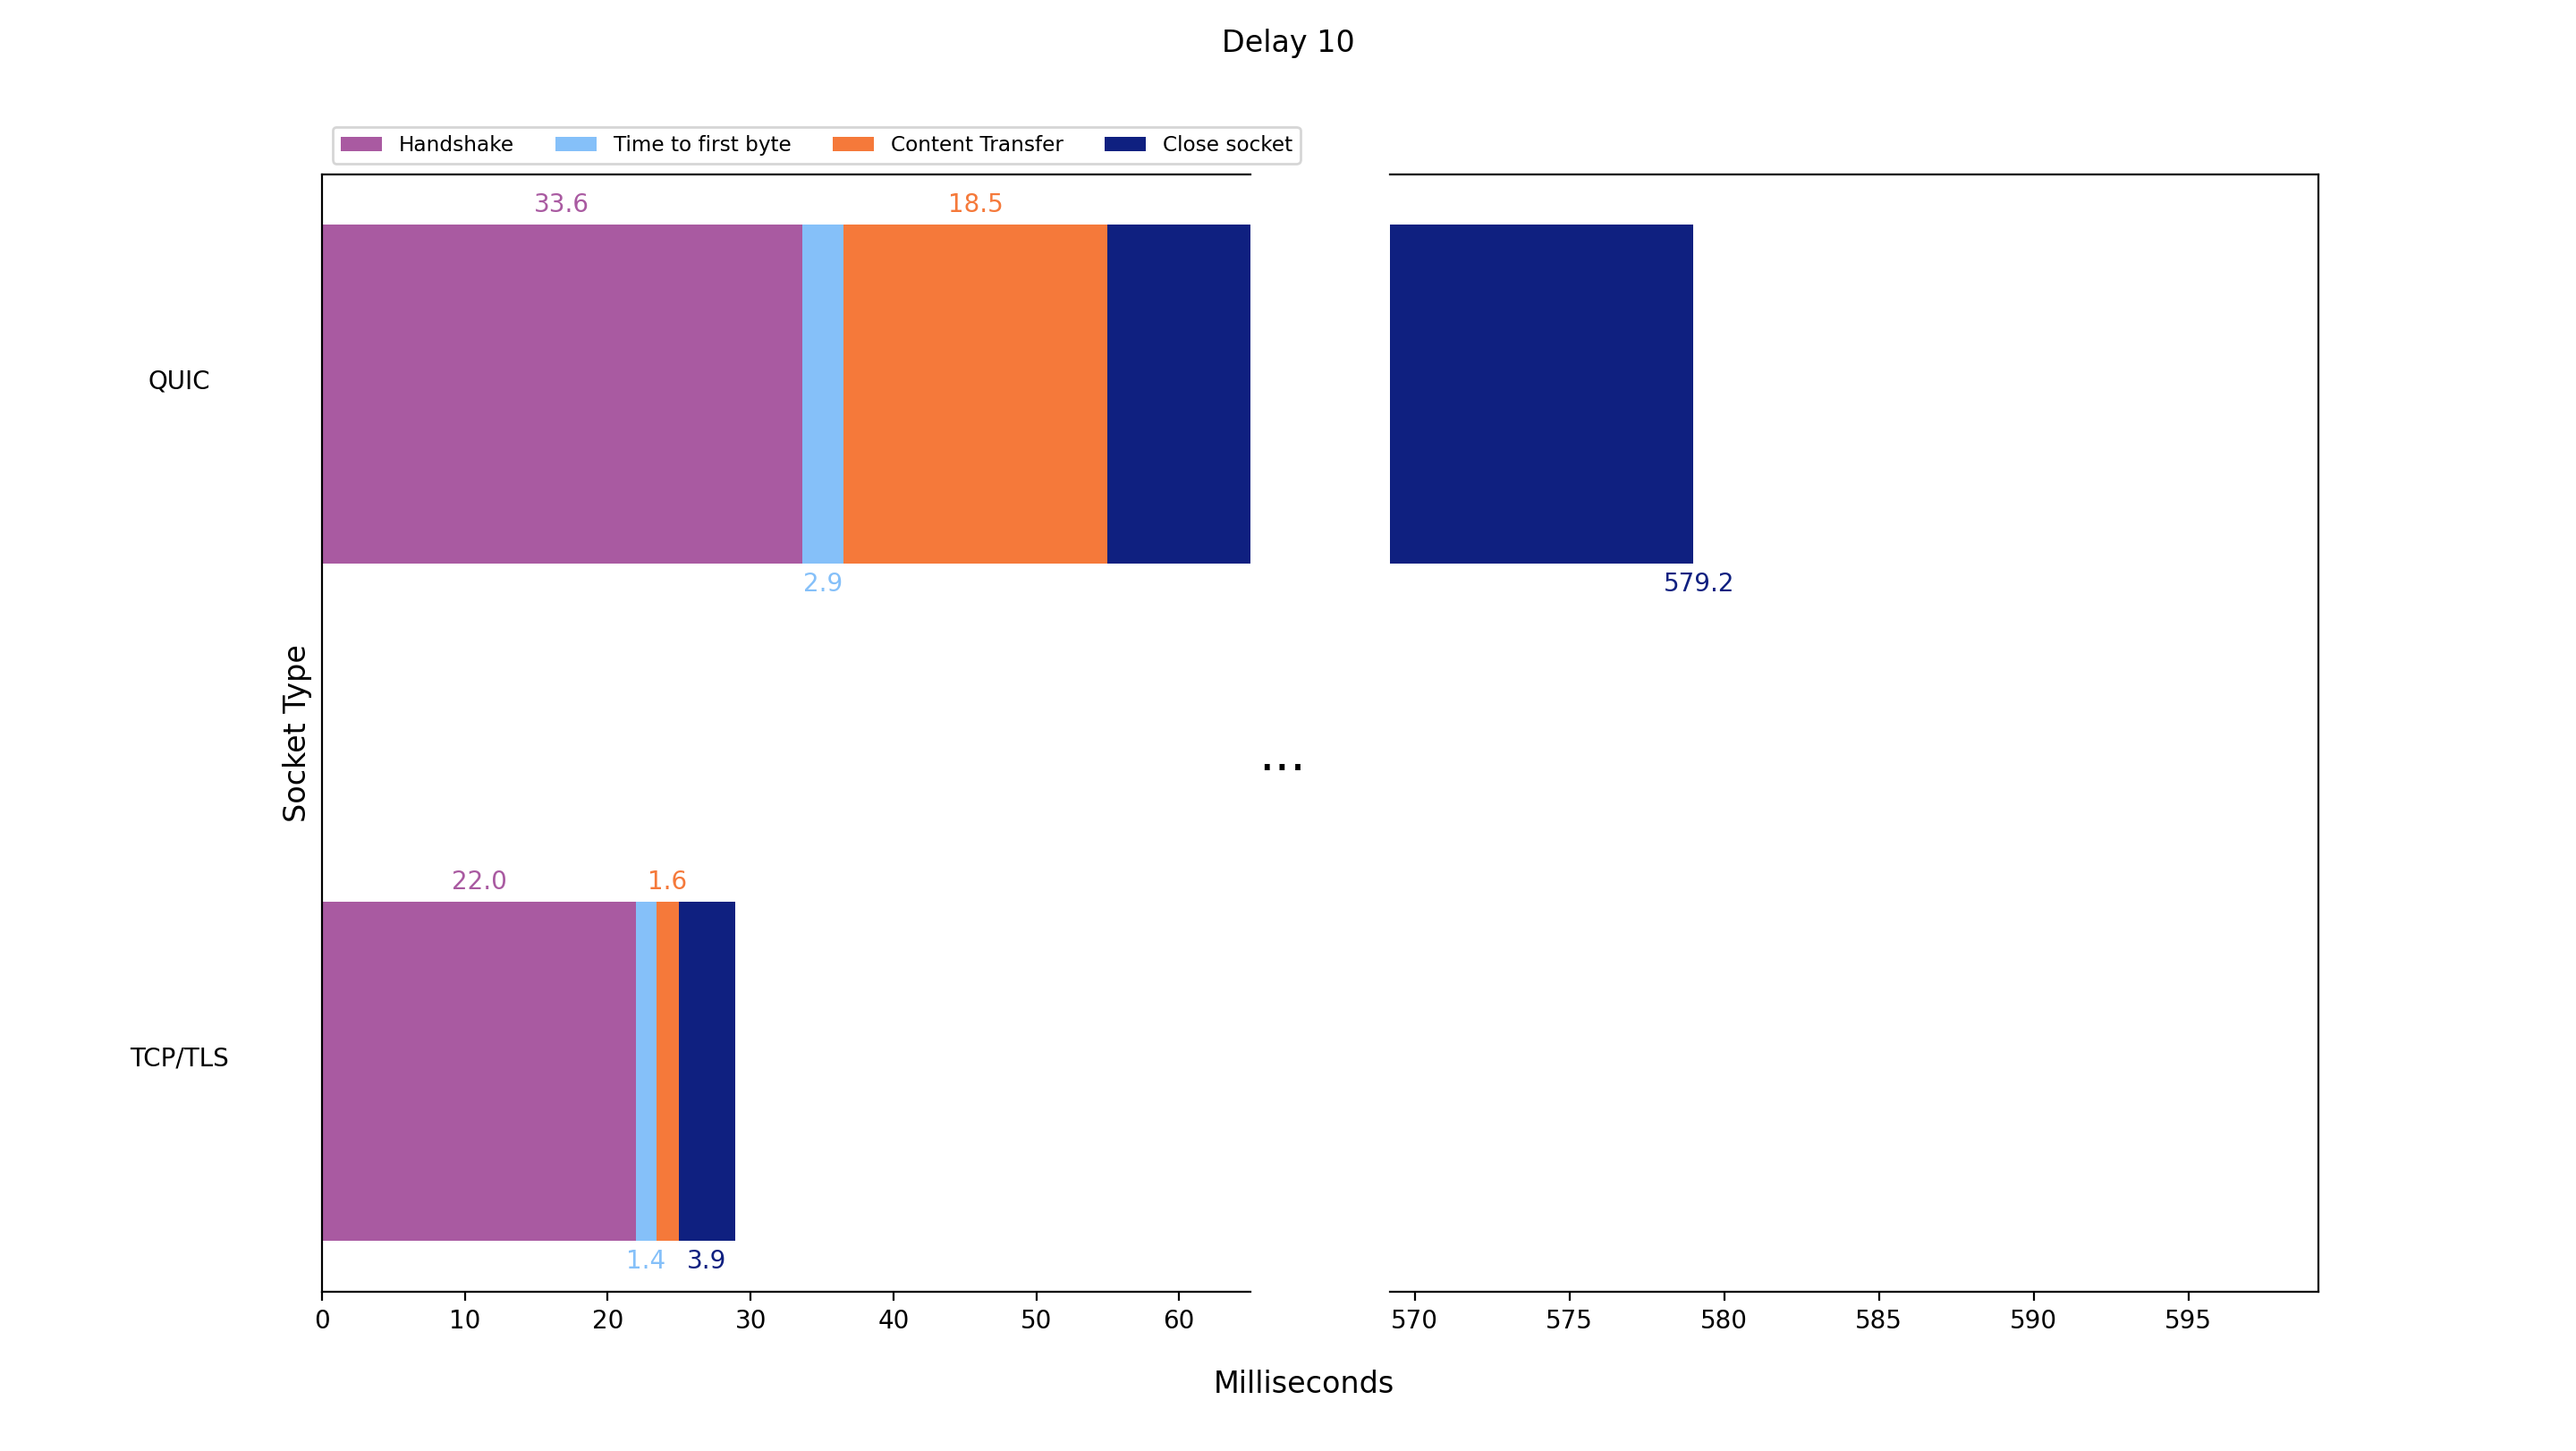 Delay 10
Handshake Time to first byte Content Transfer Close socket
33.6 18.5
QUIC
2.9 579.2
Socket Type
...
22.0 1.6
TCP/TLS
1.4 3.9
0 10 20 30 40 50 60 570 575 580 585 590 595
Milliseconds